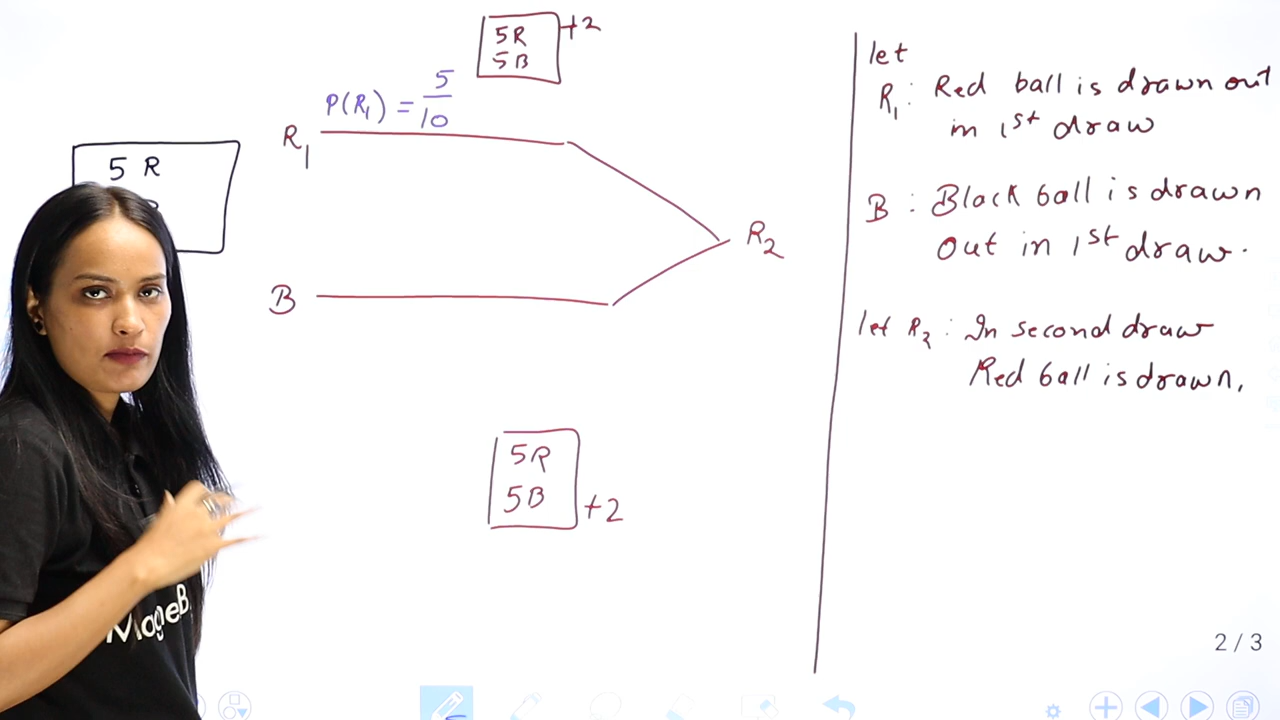 5R
5B
+2
P(R₁) = 5/10
R₁
5 R
R₂
B
5R
5B
+2
let
R₁: Red ball is drawn out
in 1st draw
B : Black ball is drawn
out in 1st draw.
let R₂ : In second draw
Red ball is drawn,
2 / 3